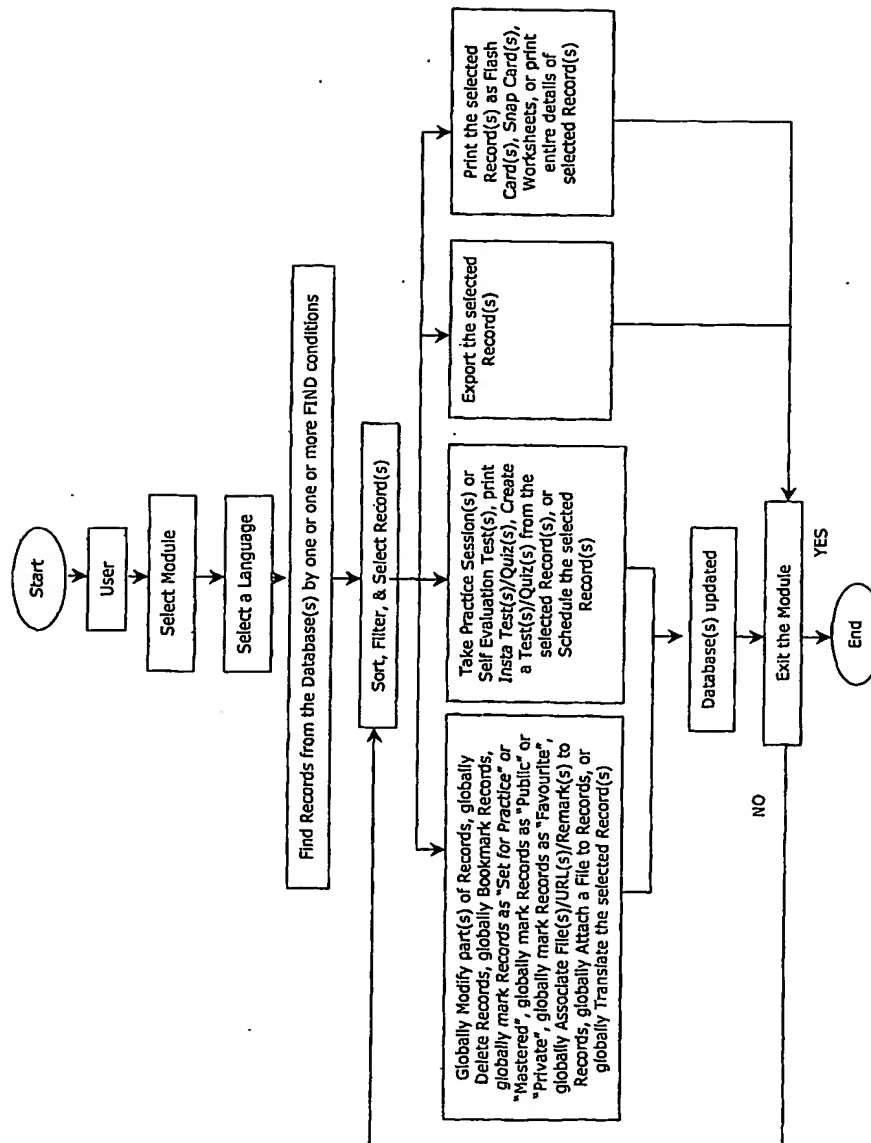 Start
User
Select Module
Select a Language
Find Records from the Database(s) by one or one or more FIND conditions
Sort, Filter, & Select Record(s)
Globally Modify part(s) of Records, globally
Delete Records, globally Bookmark Records,
globally mark Records as "Set for Practice" or
"Mastered", globally mark Records as "Public" or
"Private", globally mark Records as "Favourite",
globally Associate File(s)/URL(s)/Remark(s) to
Records, globally Attach a File to Records, or
globally Translate the selected Record(s)
Take Practice Session(s) or
Self Evaluation Test(s), print
Insta Test(s)/Quiz(s), Create
a Test(s)/Quiz(s) from the
selected Record(s), or
Schedule the selected
Record(s)
Export the selected
Record(s)
Print the selected
Record(s) as Flash
Card(s), Snap Card(s),
Worksheets, or print
entire details of
selected Record(s)
Database(s) updated
Exit the Module
NO
YES
End